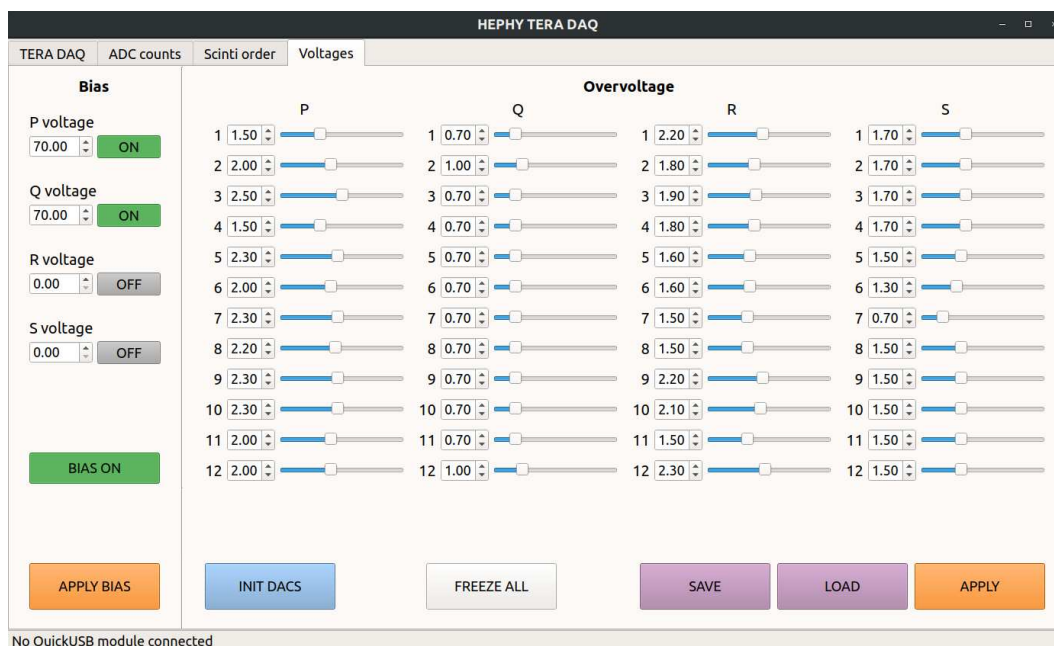 HEPHY TERA DAQ
TERA DAQ ADC counts Scinti order Voltages
Bias
P voltage
70.00 ON
Q voltage
70.00 ON
R voltage
0.00 OFF
S voltage
0.00 OFF
BIAS ON
APPLY BIAS
Overvoltage
P Q R S
1 1.50 1 0.70 1 2.20 1 1.70
2 2.00 2 1.00 2 1.80 2 1.70
3 2.50 3 0.70 3 1.90 3 1.70
4 1.50 4 0.70 4 1.80 4 1.70
5 2.30 5 0.70 5 1.60 5 1.50
6 2.00 6 0.70 6 1.60 6 1.30
7 2.30 7 0.70 7 1.50 7 0.70
8 2.20 8 0.70 8 1.50 8 1.50
9 2.30 9 0.70 9 2.20 9 1.50
10 2.30 10 0.70 10 2.10 10 1.50
11 2.00 11 0.70 11 1.50 11 1.50
12 2.00 12 1.00 12 2.30 12 1.50
INIT DACS FREEZE ALL SAVE LOAD APPLY
No QuickUSB module connected